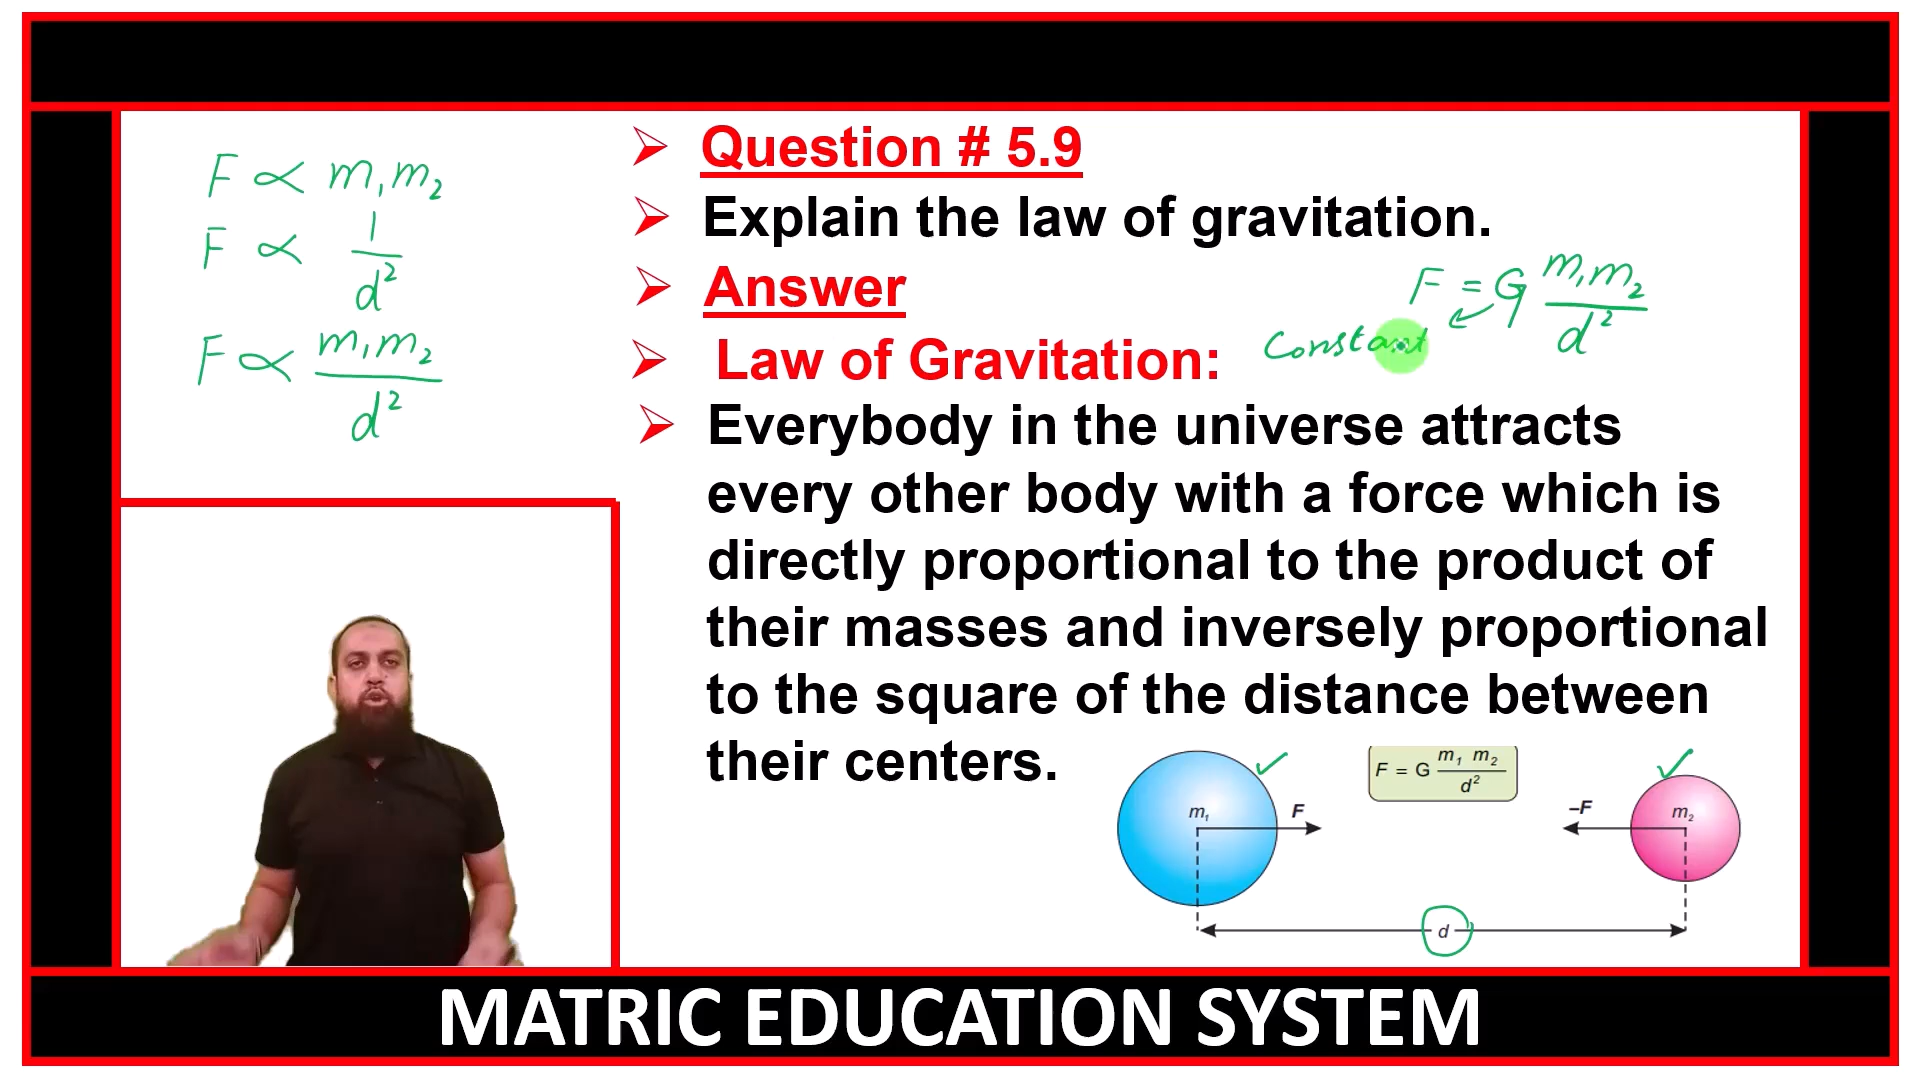 F ∝ m₁m₂
F ∝ 1/d²
F ∝ m₁m₂/d²
Question # 5.9
Explain the law of gravitation.
Answer
F = G m₁m₂/d²
Constant
Law of Gravitation:
Everybody in the universe attracts
every other body with a force which is
directly proportional to the product of
their masses and inversely proportional
to the square of the distance between
their centers.
F = G m₁ m₂/d²
m₁ F
–F m₂
d
MATRIC EDUCATION SYSTEM